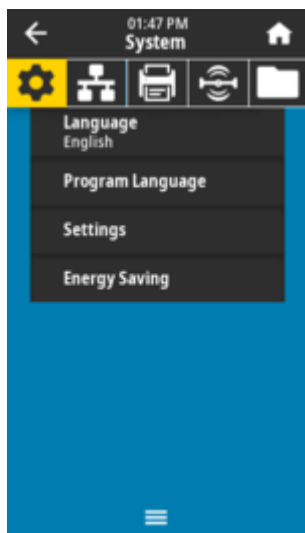 01:47 PM
System
Language
English
Program Language
Settings
Energy Saving